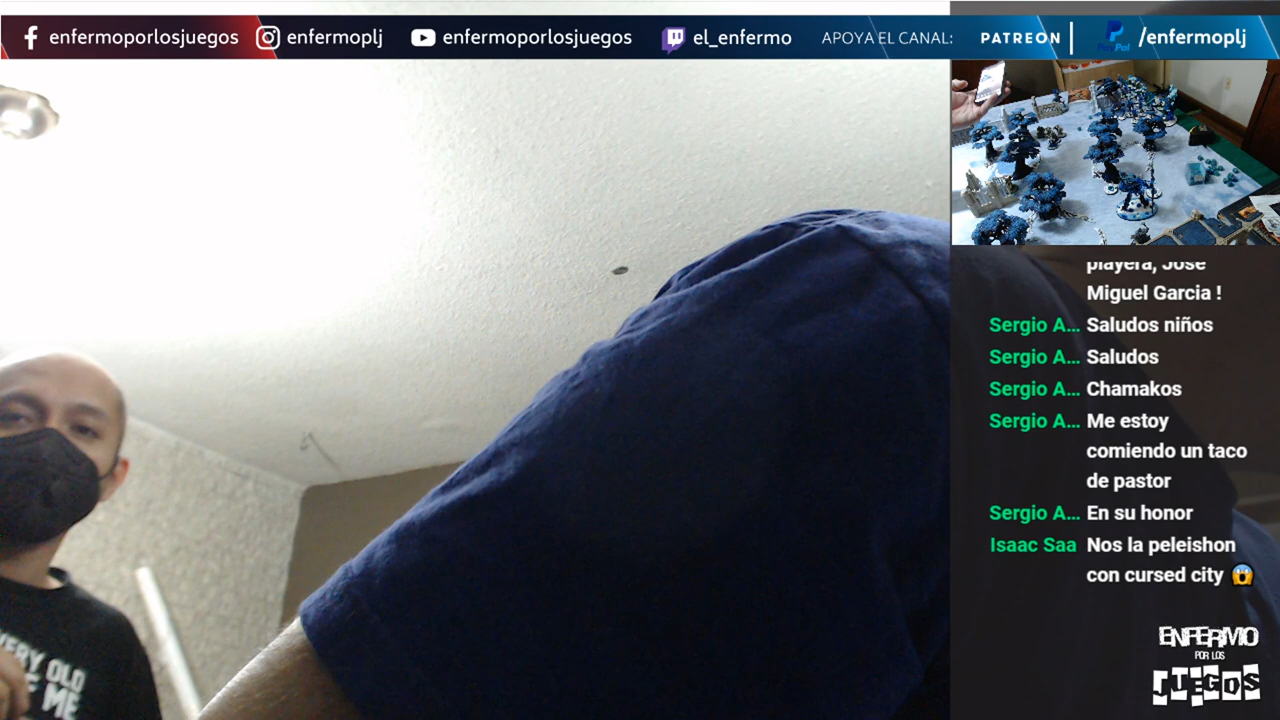 enfermoporlosjuegos enfermoplj enfermoporlosjuegos el_enfermo APOYA EL CANAL: PATREON PayPal /enfermoplj
playera, Jose
Miguel Garcia !
Sergio A... Saludos niños
Sergio A... Saludos
Sergio A... Chamakos
Sergio A... Me estoy
comiendo un taco
de pastor
Sergio A... En su honor
Isaac Saa Nos la peleishon
con cursed city 😱
OLD
ME
ENFERMO
POR LOS
JUEGOS